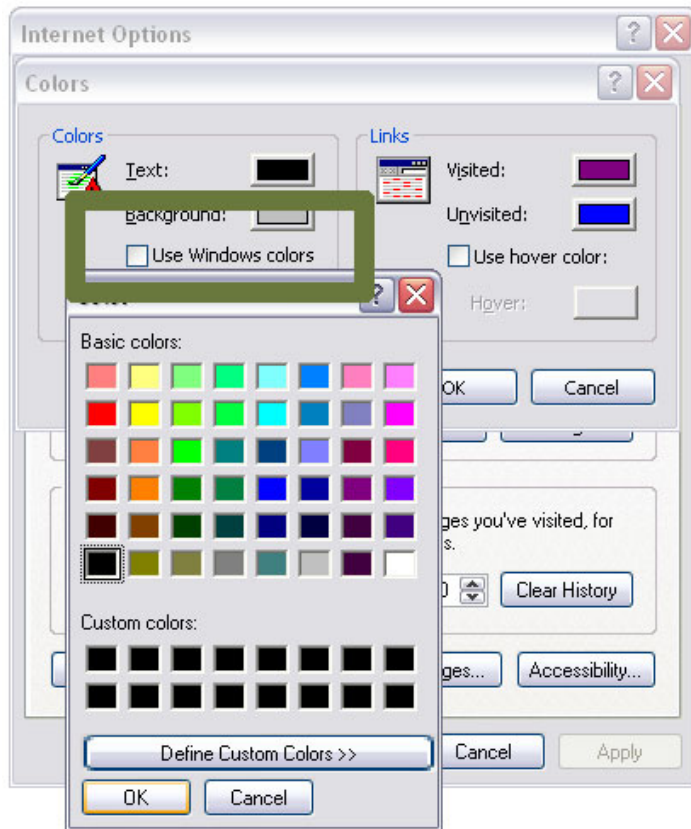 Internet Options
Colors
Colors
Text:
Background:
Use Windows colors
Links
Visited:
Unvisited:
Use hover color:
Hover:
OK
Cancel
Basic colors:
Custom colors:
Define Custom Colors >>
OK
Cancel
ges you've visited, for
s.
0
Clear History
ges...
Accessibility...
Cancel
Apply